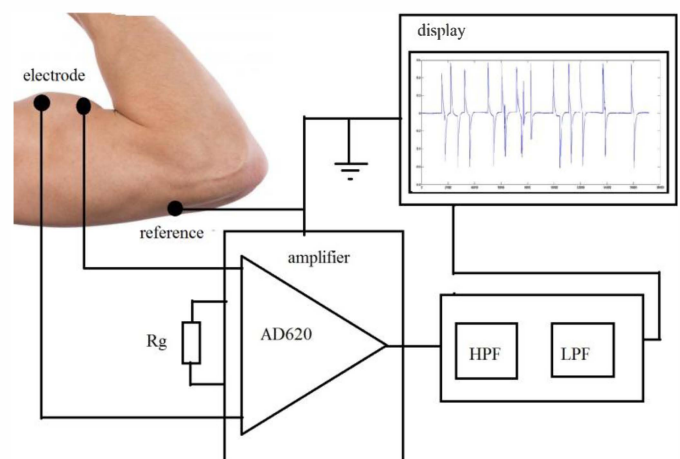 display
electrode
reference
amplifier
Rg
AD620
HPF
LPF